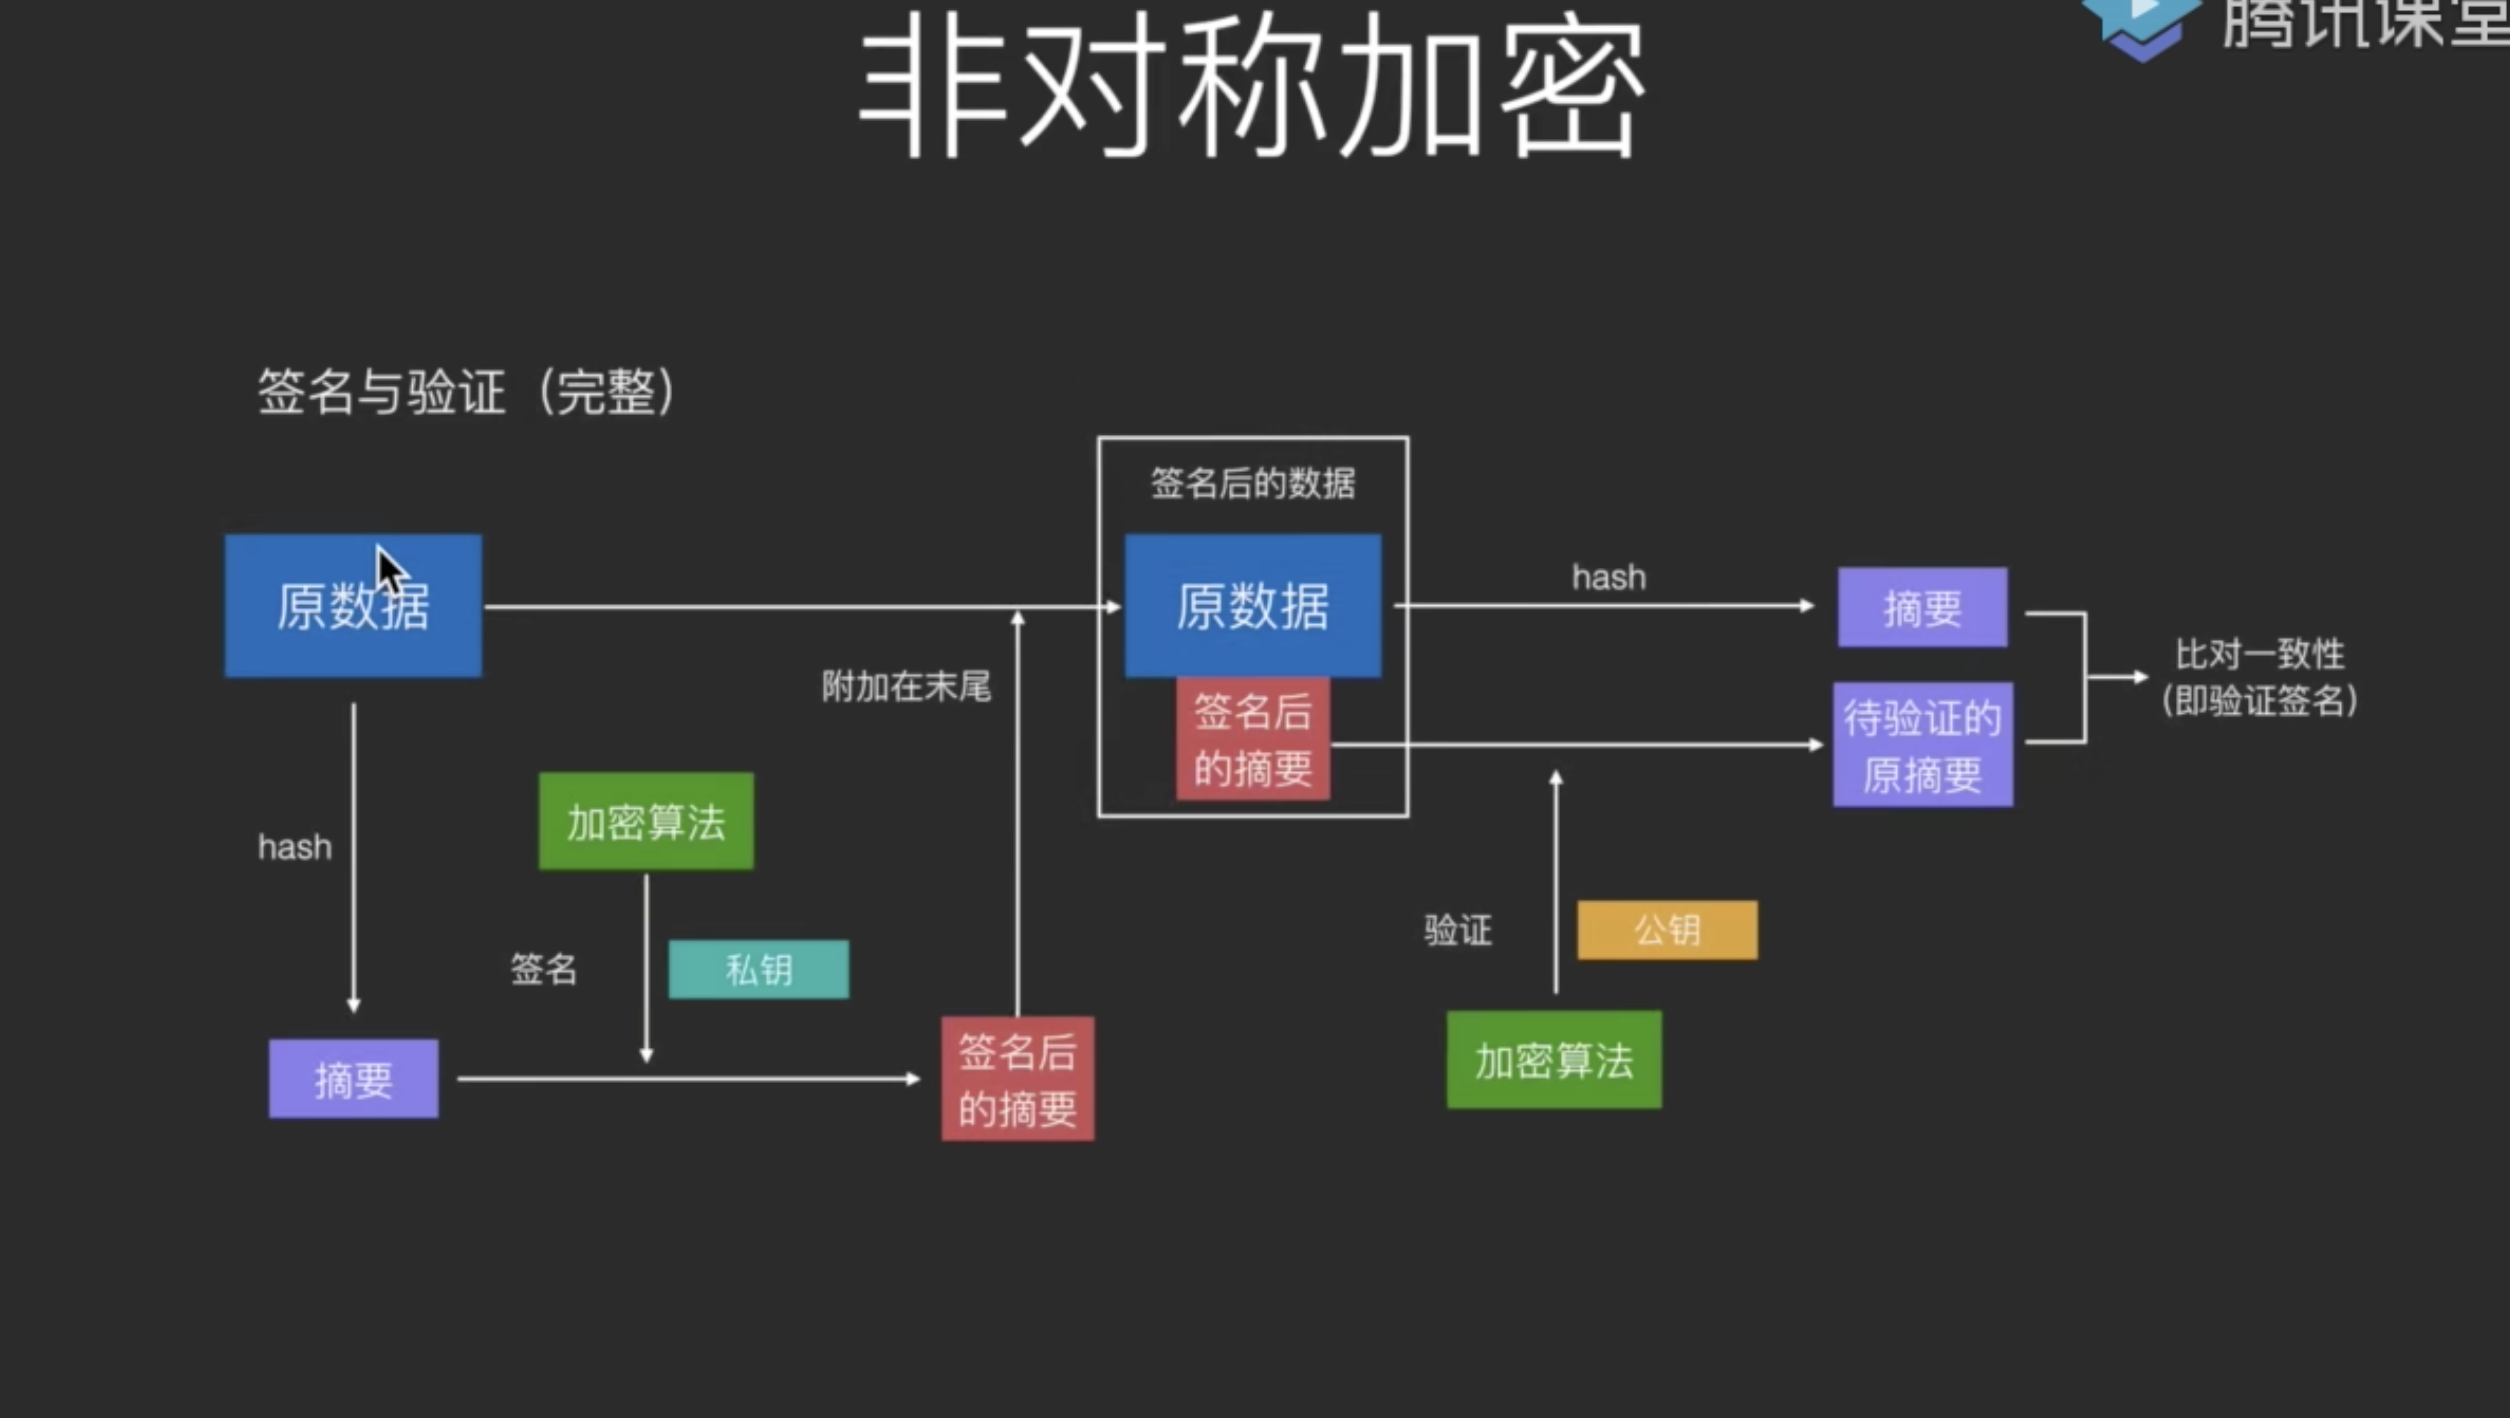 腾讯课堂
非对称加密
签名与验证（完整）
签名后的数据
原数据
原数据
hash
摘要
附加在末尾
比对一致性
(即验证签名)
签名后
的摘要
待验证的
原摘要
加密算法
hash
签名
私钥
验证
公钥
摘要
签名后
的摘要
加密算法